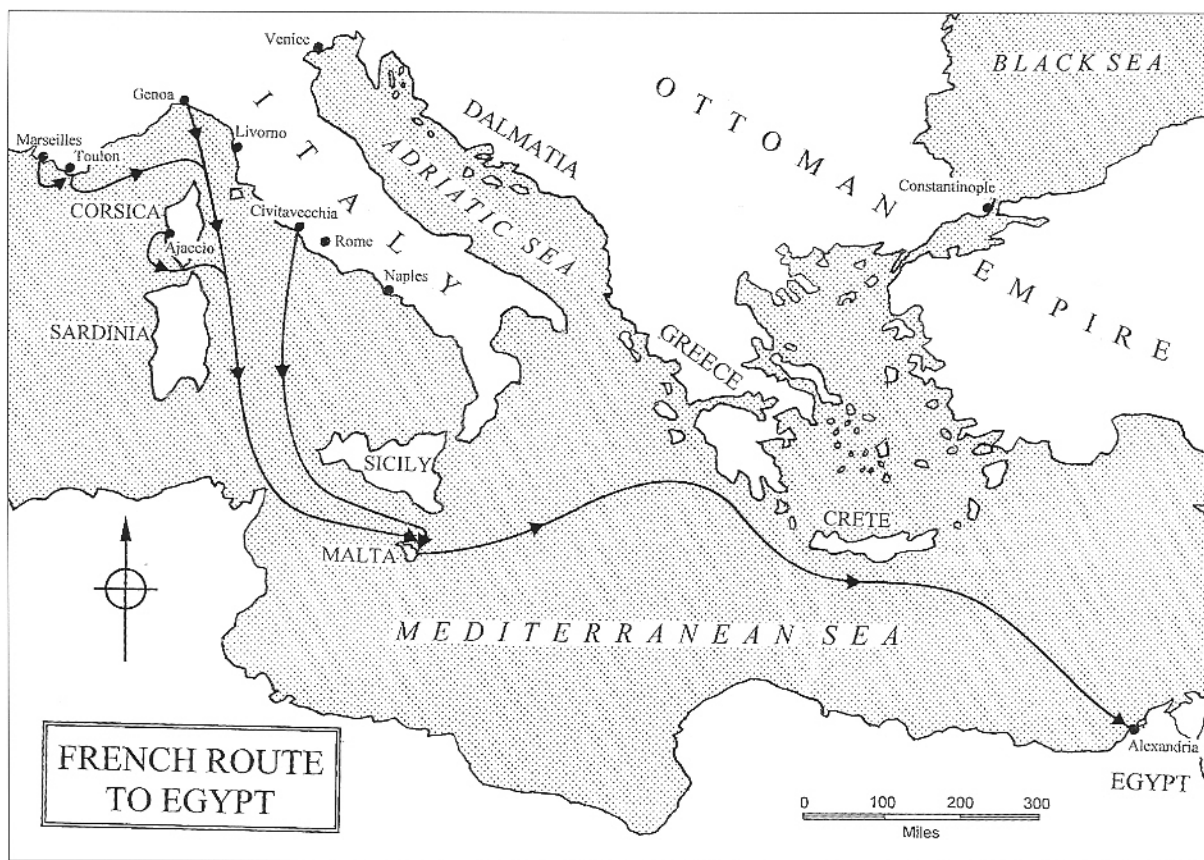 Venice
BLACK SEA
Genoa
ITALY
OTTOMAN EMPIRE
DALMATIA
Marseilles
Livorno
Toulon
ADRIATIC SEA
Constantinople
CORSICA
Civitavecchia
Ajaccio
Rome
Naples
SARDINIA
GREECE
SICILY
CRETE
MALTA
MEDITERRANEAN SEA
FRENCH ROUTE
TO EGYPT
Alexandria
EGYPT
0 100 200 300
Miles